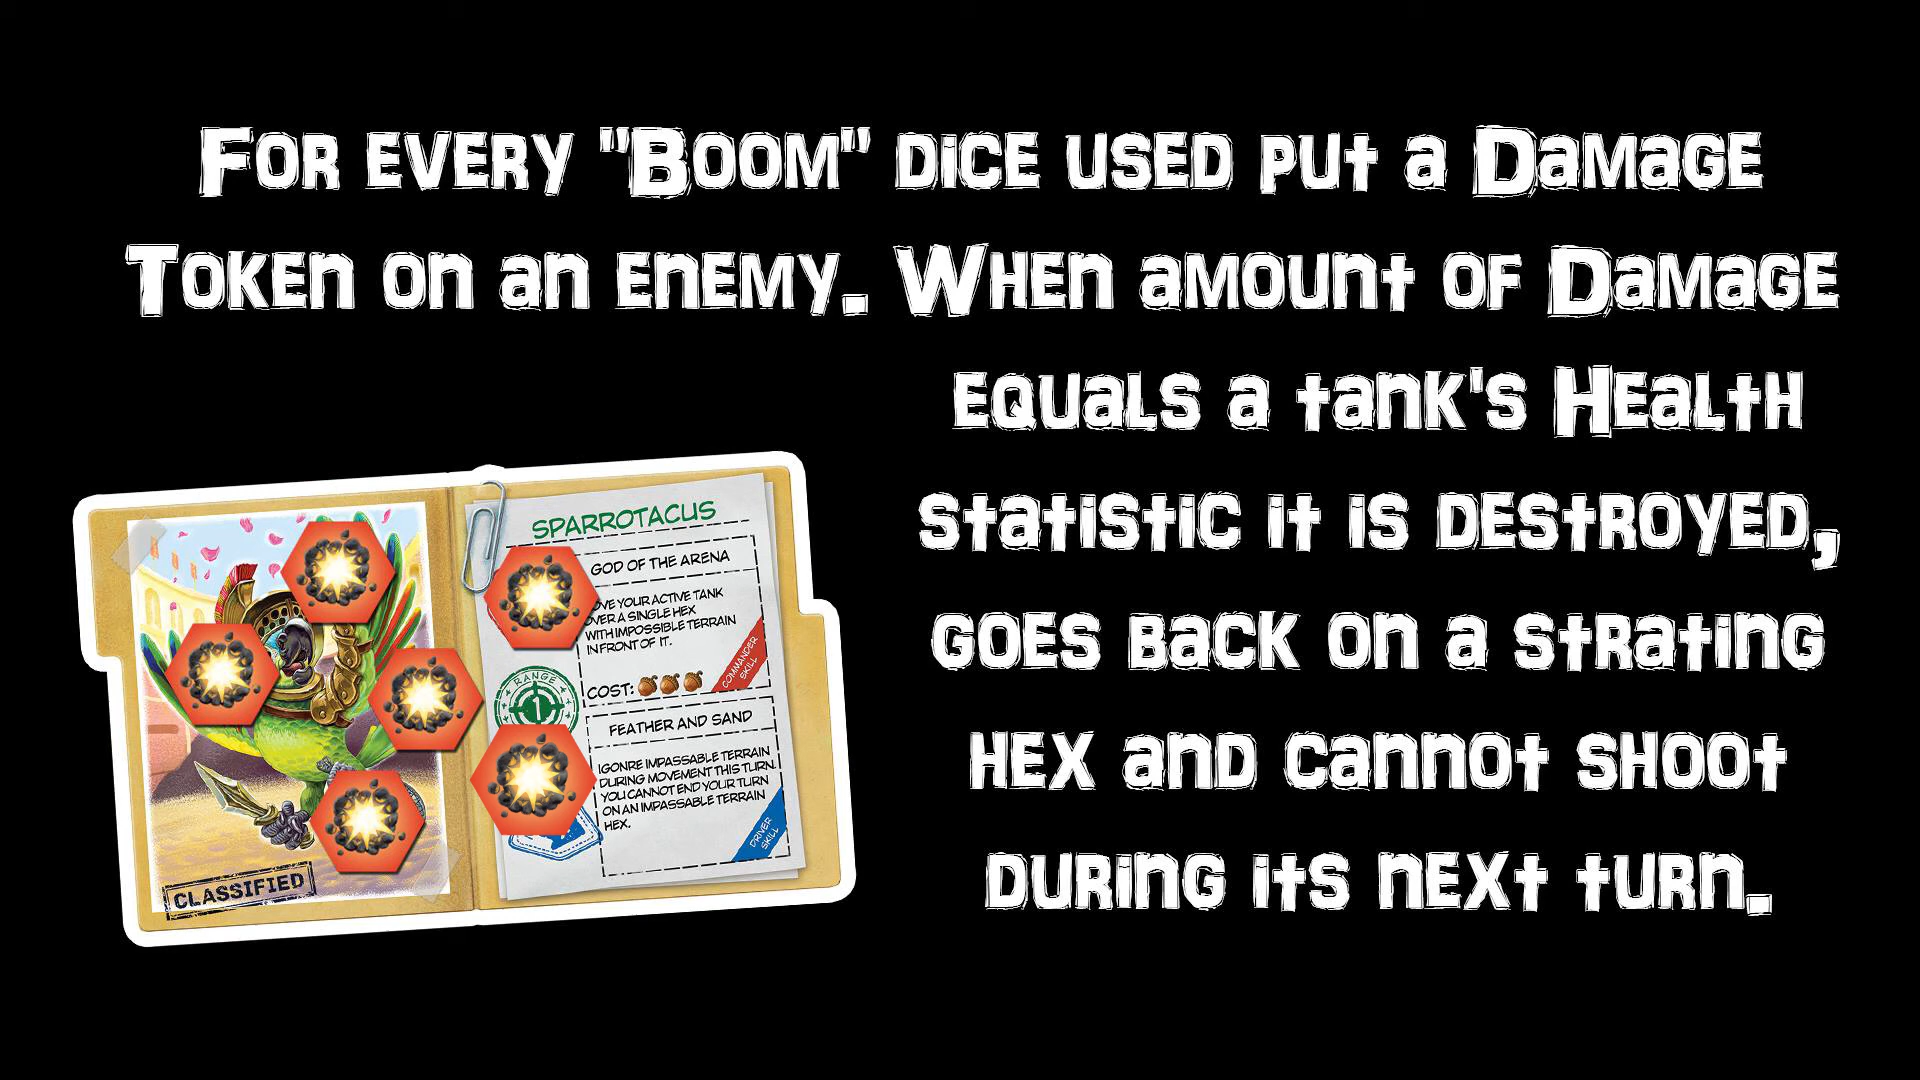 For every "Boom" dice used put a Damage
Token on an enemy. When amount of Damage
equals a tank's Health
statistic it is destroyed,
goes back on a strating
hex and cannot shoot
during its next turn.
SPARROTACUS
GOD OF THE ARENA
OVE YOUR ACTIVE TANK
OVER A SINGLE HEX
WITH IMPOSSIBLE TERRAIN
IN FRONT OF IT.
COMMANDER
SKILL
COST:
RANGE
1
FEATHER AND SAND
IGONRE IMPASSABLE TERRAIN
DURING MOVEMENT THIS TURN.
YOU CANNOT END YOUR TURN
ON AN IMPASSABLE TERRAIN
HEX.
DRIVER
SKILL
CLASSIFIED